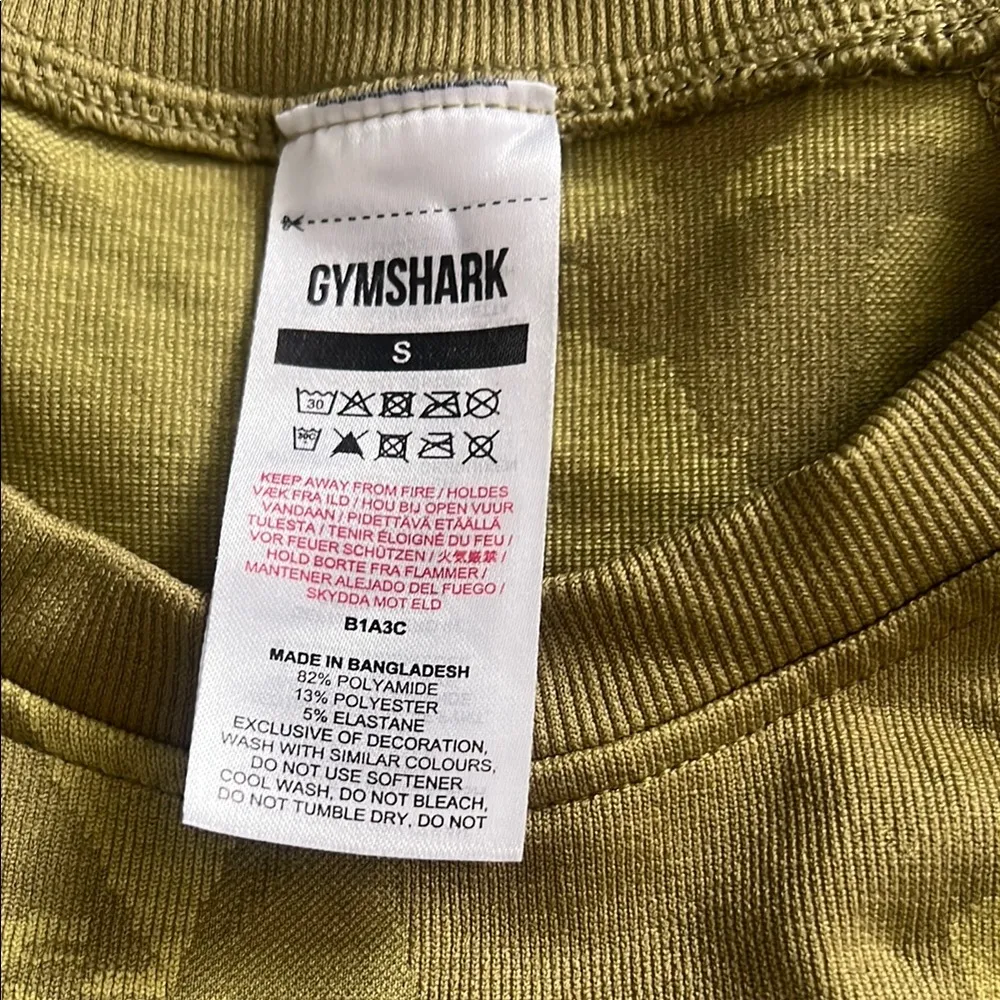 GYMSHARK
S
30
30C
KEEP AWAY FROM FIRE / HOLDES
VÆK FRA ILD / HOU BIJ OPEN VUUR
VANDAAN / PIDETTÄVÄ ETÄÄLLÄ
TULESTA / TENIR ÉLOIGNÉ DU FEU /
VOR FEUER SCHÜTZEN / 火気厳禁 /
HOLD BORTE FRA FLAMMER /
MANTENER ALEJADO DEL FUEGO /
SKYDDA MOT ELD
B1A3C
MADE IN BANGLADESH
82% POLYAMIDE
13% POLYESTER
5% ELASTANE
EXCLUSIVE OF DECORATION,
WASH WITH SIMILAR COLOURS,
DO NOT USE SOFTENER
COOL WASH, DO NOT BLEACH,
DO NOT TUMBLE DRY, DO NOT